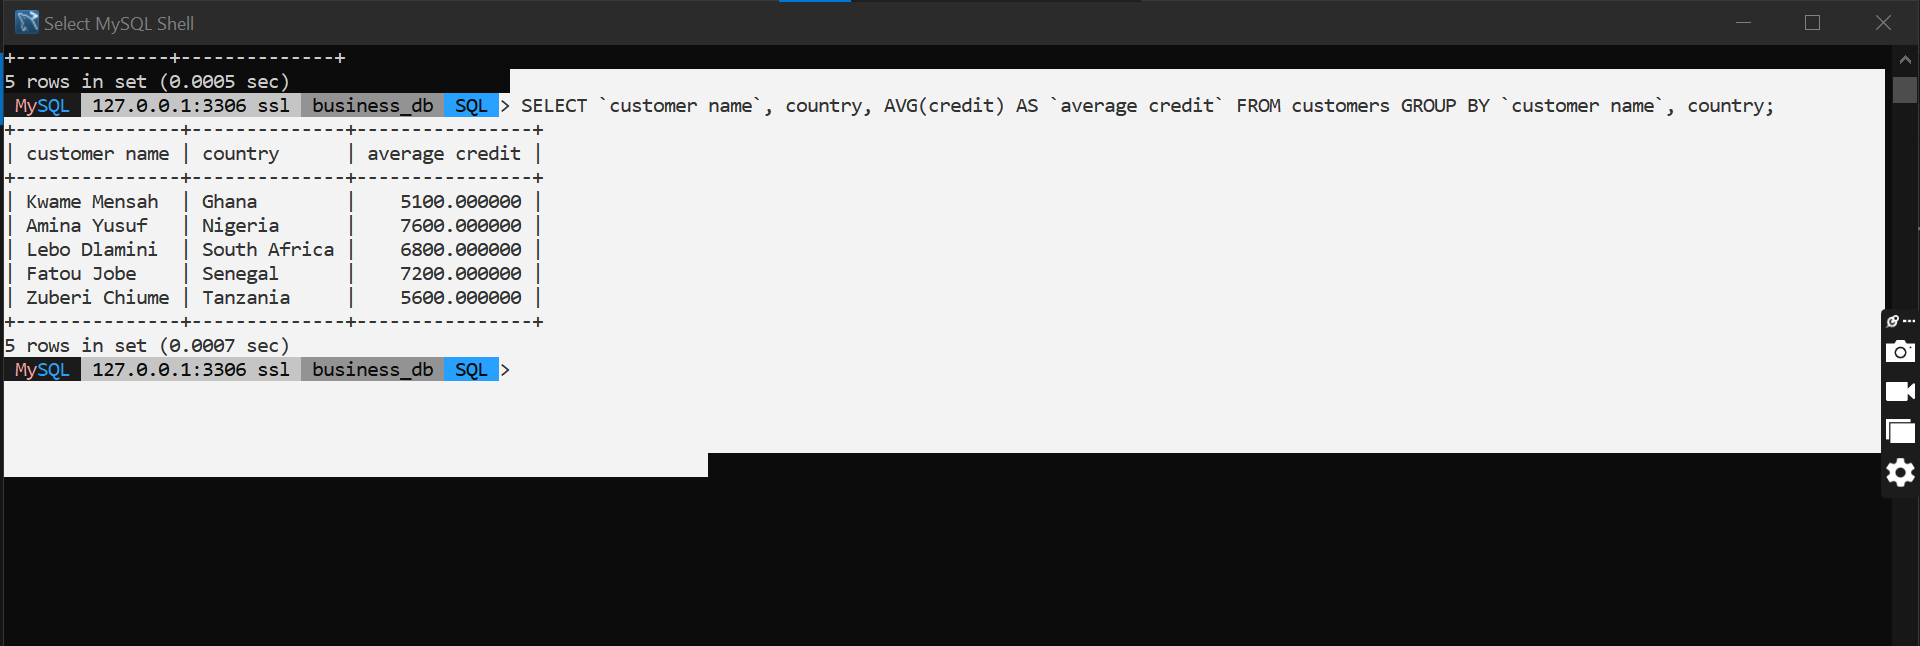 Select MySQL Shell
+--------------+--------------+
5 rows in set (0.0005 sec)
MySQL 127.0.0.1:3306 ssl business_db SQL > SELECT `customer name`, country, AVG(credit) AS `average credit` FROM customers GROUP BY `customer name`, country;
+---------------+--------------+----------------+
| customer name | country      | average credit |
+---------------+--------------+----------------+
| Kwame Mensah  | Ghana        |    5100.000000 |
| Amina Yusuf   | Nigeria      |    7600.000000 |
| Lebo Dlamini  | South Africa |    6800.000000 |
| Fatou Jobe    | Senegal      |    7200.000000 |
| Zuberi Chiume | Tanzania     |    5600.000000 |
+---------------+--------------+----------------+
5 rows in set (0.0007 sec)
MySQL 127.0.0.1:3306 ssl business_db SQL >